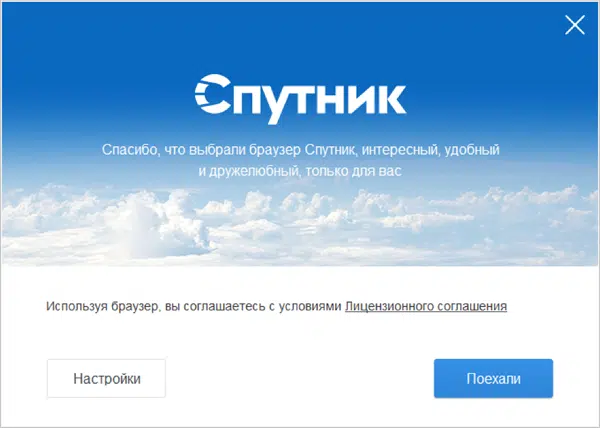 Спутник
Спасибо, что выбрали браузер Спутник, интересный, удобный
и дружелюбный, только для вас
Используя браузер, вы соглашаетесь с условиями Лицензионного соглашения
Настройки
Поехали